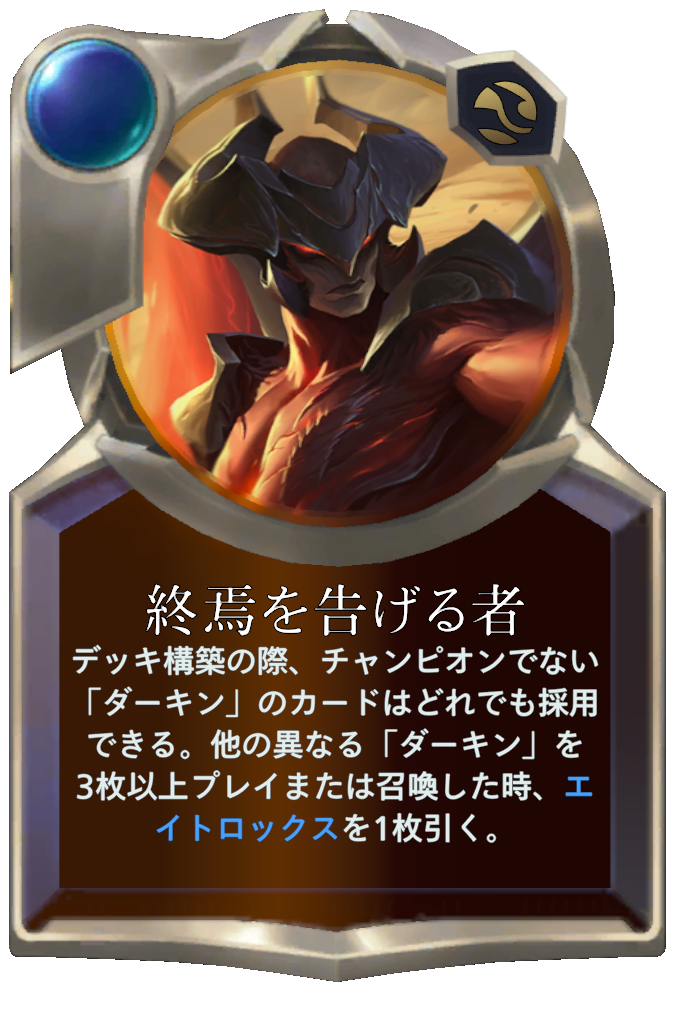 終焉を告げる者
デッキ構築の際、チャンピオンでない
「ダーキン」のカードはどれでも採用
できる。他の異なる「ダーキン」を
3枚以上プレイまたは召喚した時、エ
イトロックスを1枚引く。